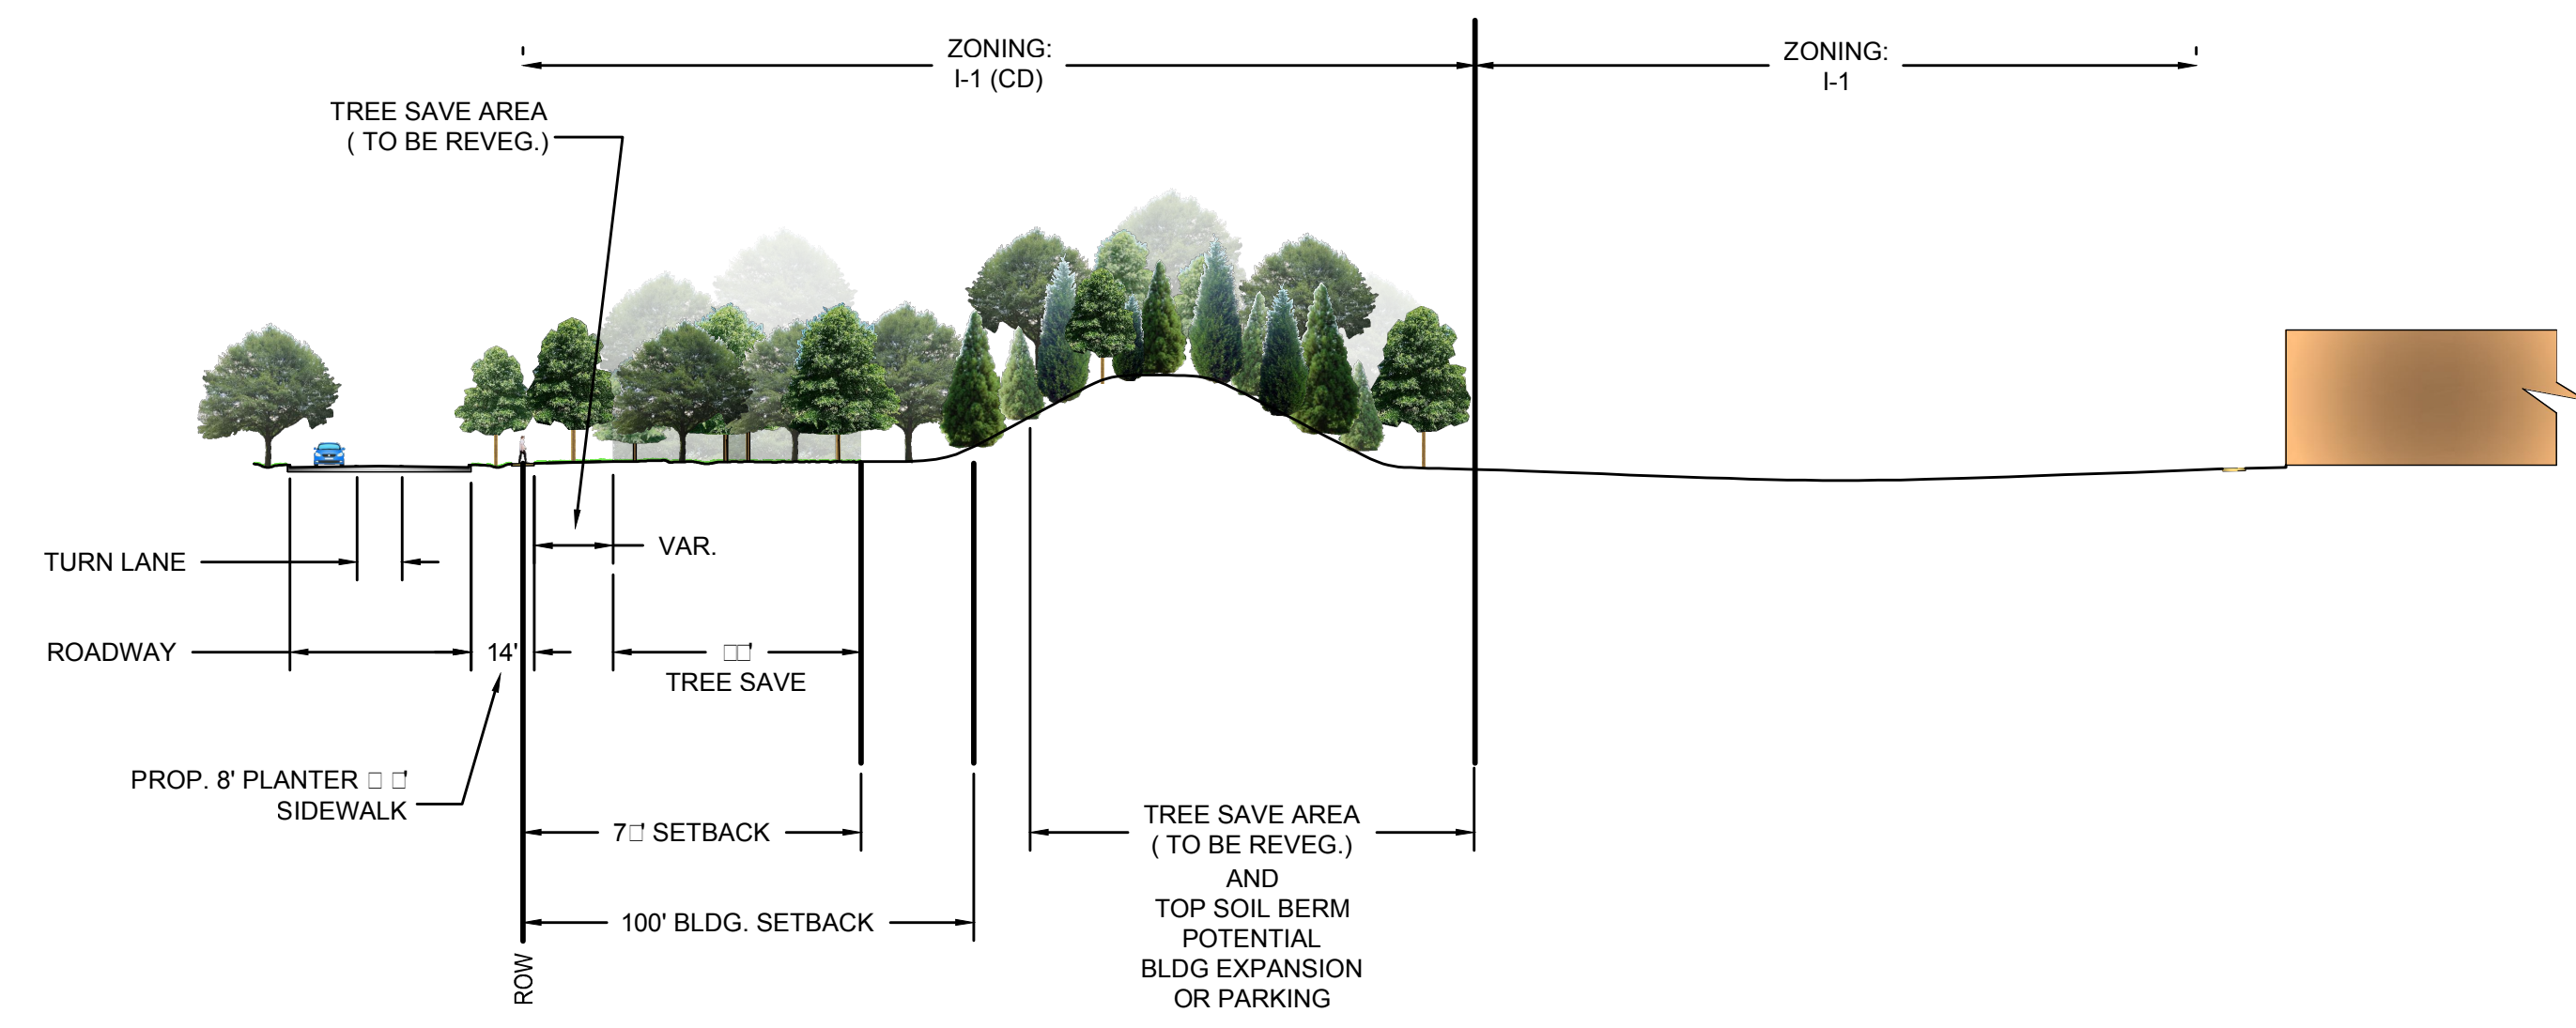 ZONING:
I-1 (CD)
ZONING:
I-1
TREE SAVE AREA
( TO BE REVEG.)
VAR.
TURN LANE
ROADWAY
14'
□□'
TREE SAVE
PROP. 8' PLANTER □ □'
SIDEWALK
7□' SETBACK
100' BLDG. SETBACK
ROW
TREE SAVE AREA
( TO BE REVEG.)
AND
TOP SOIL BERM
POTENTIAL
BLDG EXPANSION
OR PARKING